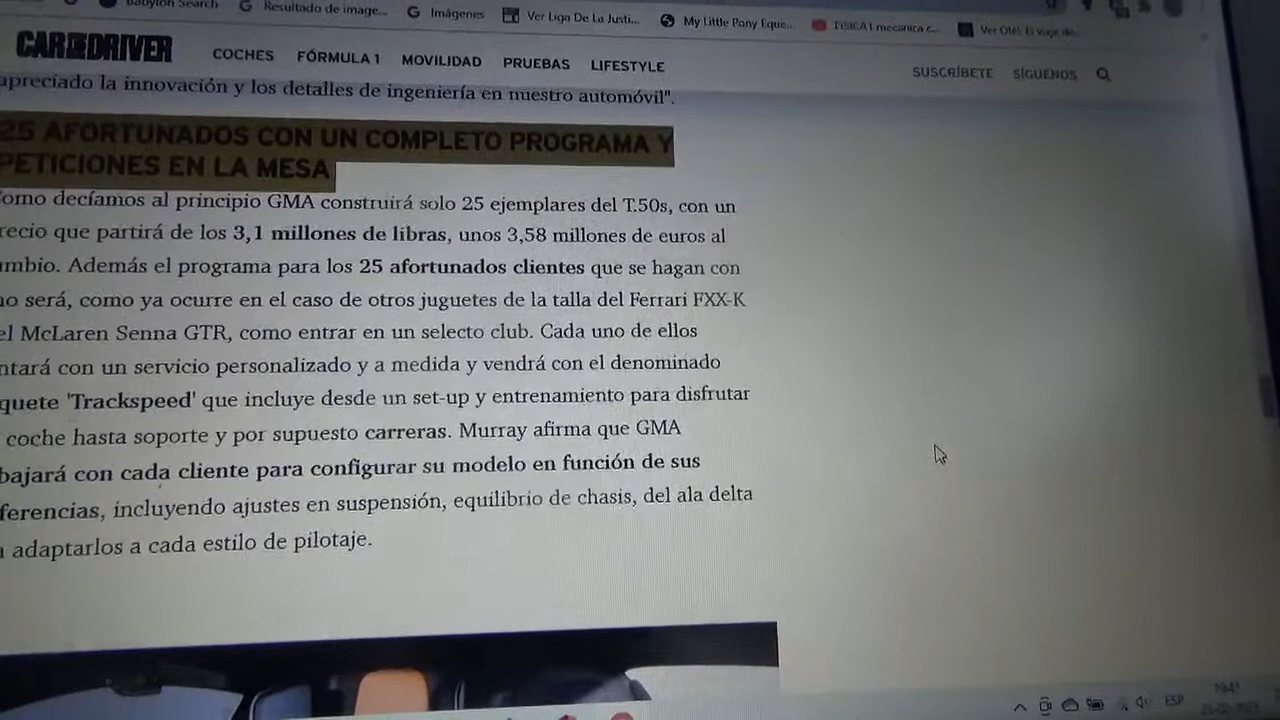 Babylon Search Resultado de image... Imágenes Ver Liga De La Justi... My Little Pony Eque... FISICA I mecanica c... Ver Olé! El viaje de...
CAR AND DRIVER COCHES FÓRMULA 1 MOVILIDAD PRUEBAS LIFESTYLE SUSCRÍBETE SÍGUENOS
apreciado la innovación y los detalles de ingeniería en nuestro automóvil".
25 AFORTUNADOS CON UN COMPLETO PROGRAMA Y
PETICIONES EN LA MESA
omo decíamos al principio GMA construirá solo 25 ejemplares del T.50s, con un
recio que partirá de los 3,1 millones de libras, unos 3,58 millones de euros al
mbio. Además el programa para los 25 afortunados clientes que se hagan con
no será, como ya ocurre en el caso de otros juguetes de la talla del Ferrari FXX-K
el McLaren Senna GTR, como entrar en un selecto club. Cada uno de ellos
ntará con un servicio personalizado y a medida y vendrá con el denominado
quete 'Trackspeed' que incluye desde un set-up y entrenamiento para disfrutar
coche hasta soporte y por supuesto carreras. Murray afirma que GMA
bajará con cada cliente para configurar su modelo en función de sus
ferencias, incluyendo ajustes en suspensión, equilibrio de chasis, del ala delta
a adaptarlos a cada estilo de pilotaje.
ESP 19:41